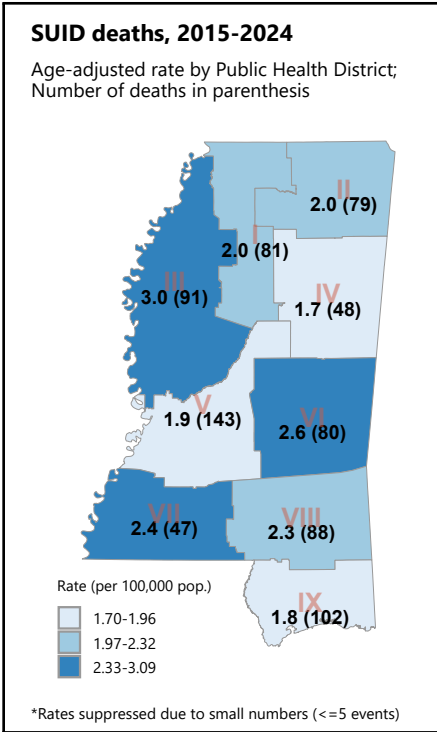 SUID deaths, 2015-2024
Age-adjusted rate by Public Health District;
Number of deaths in parenthesis
II
2.0 (79)
I
2.0 (81)
III
3.0 (91)
IV
1.7 (48)
V
1.9 (143)
VI
2.6 (80)
VII
2.4 (47)
VIII
2.3 (88)
IX
1.8 (102)
Rate (per 100,000 pop.)
1.70-1.96
1.97-2.32
2.33-3.09
*Rates suppressed due to small numbers (<=5 events)